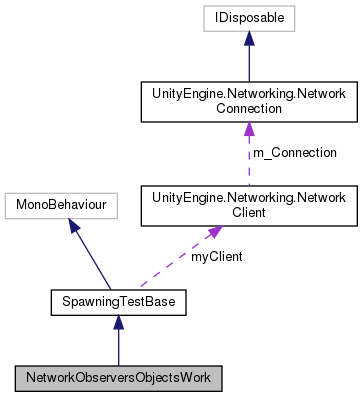 IDisposable
UnityEngine.Networking.Network
Connection
m_Connection
MonoBehaviour
UnityEngine.Networking.Network
Client
myClient
SpawningTestBase
NetworkObserversObjectsWork